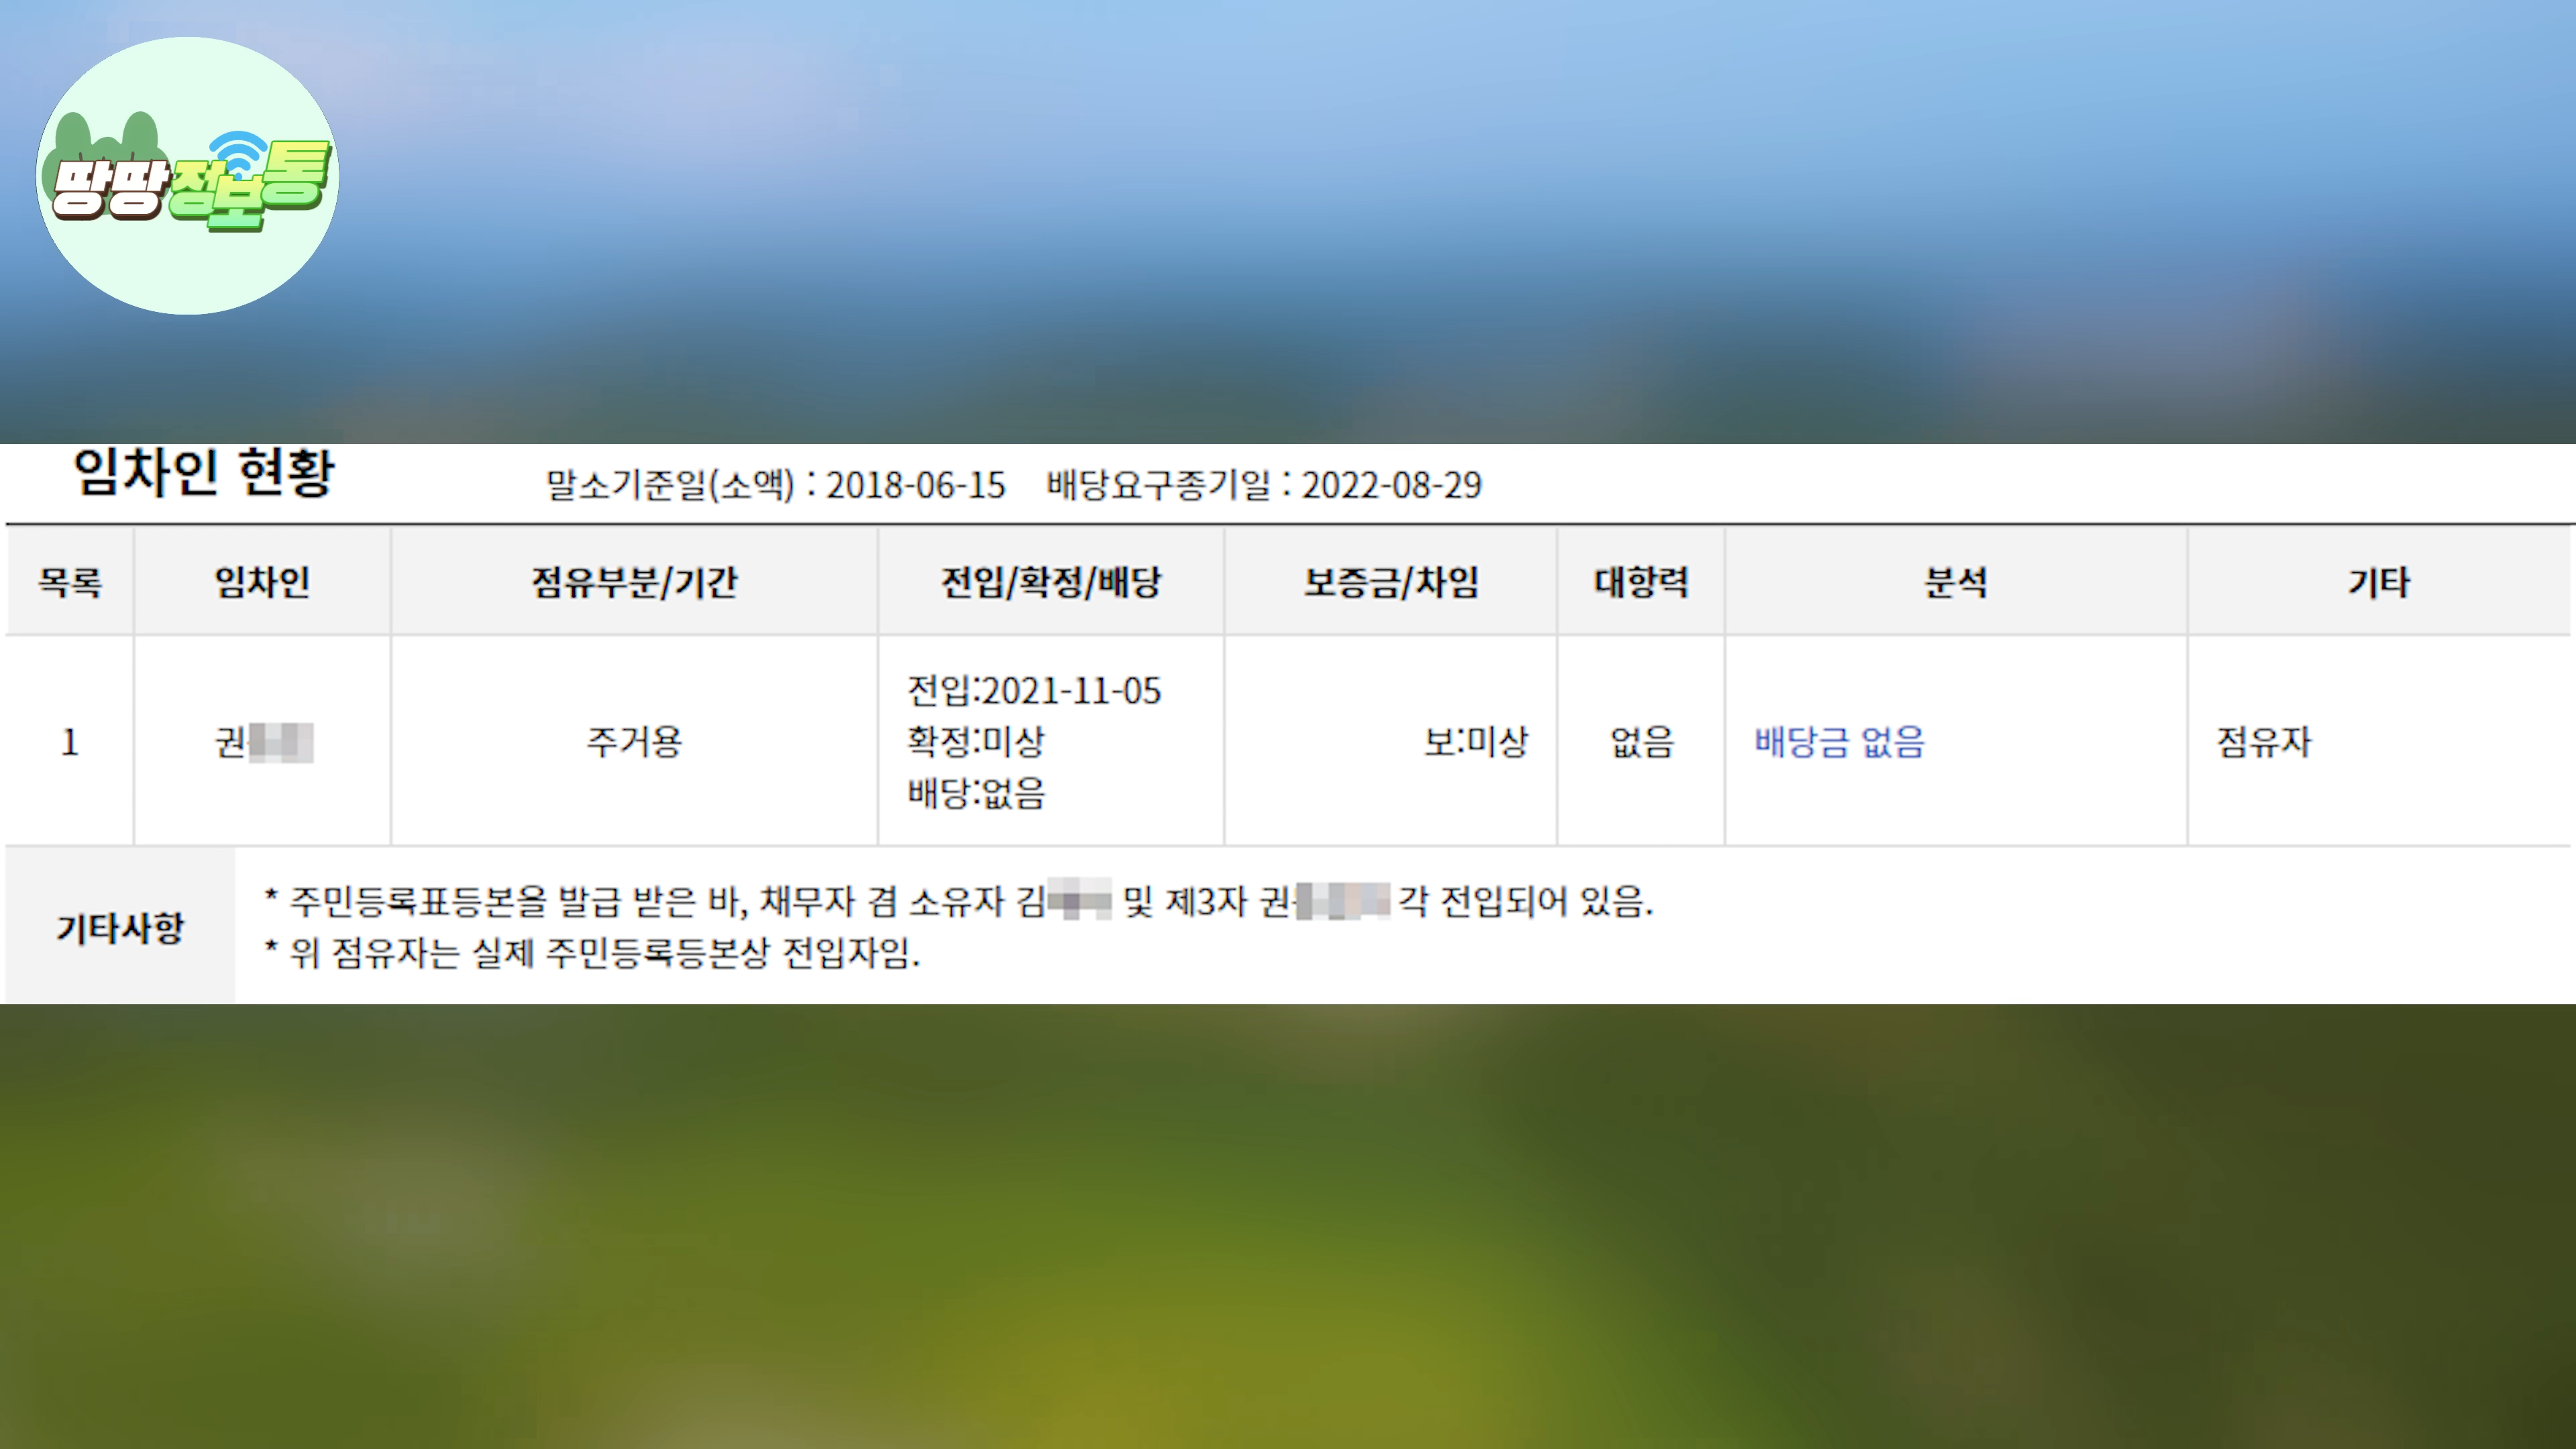 땅땅정보통
임차인 현황 말소기준일(소액) : 2018-06-15 배당요구종기일 : 2022-08-29
목록 임차인 점유부분/기간 전입/확정/배당 보증금/차임 대항력 분석 기타
1 권 주거용 전입:2021-11-05 확정:미상 배당:없음 보:미상 없음 배당금 없음 점유자
기타사항
* 주민등록표등본을 발급 받은 바, 채무자 겸 소유자 김 및 제3자 권 각 전입되어 있음.
* 위 점유자는 실제 주민등록등본상 전입자임.